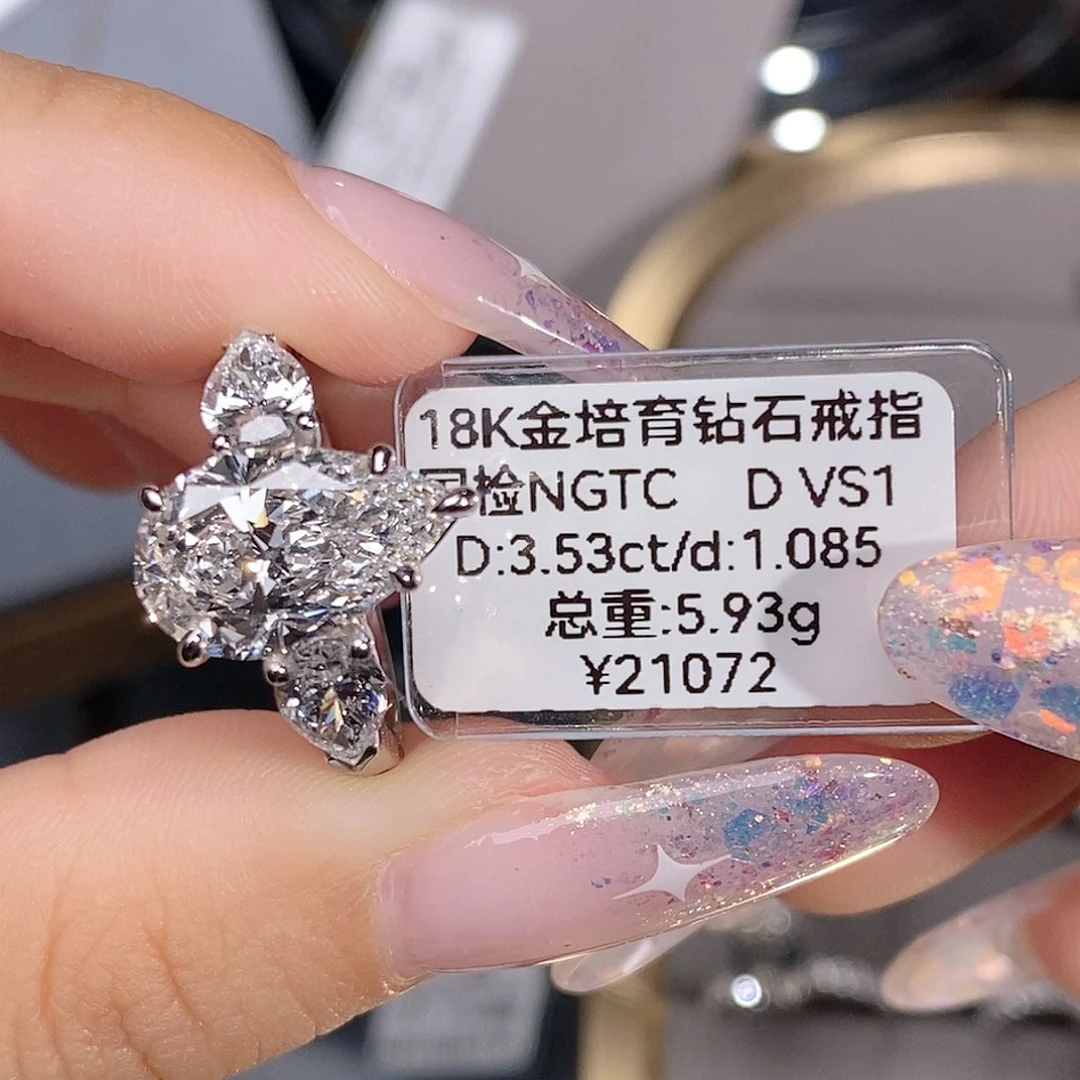 18K金培育钻石戒指
国检NGTC D VS1
D:3.53ct/d:1.085
总重:5.93g
¥21072